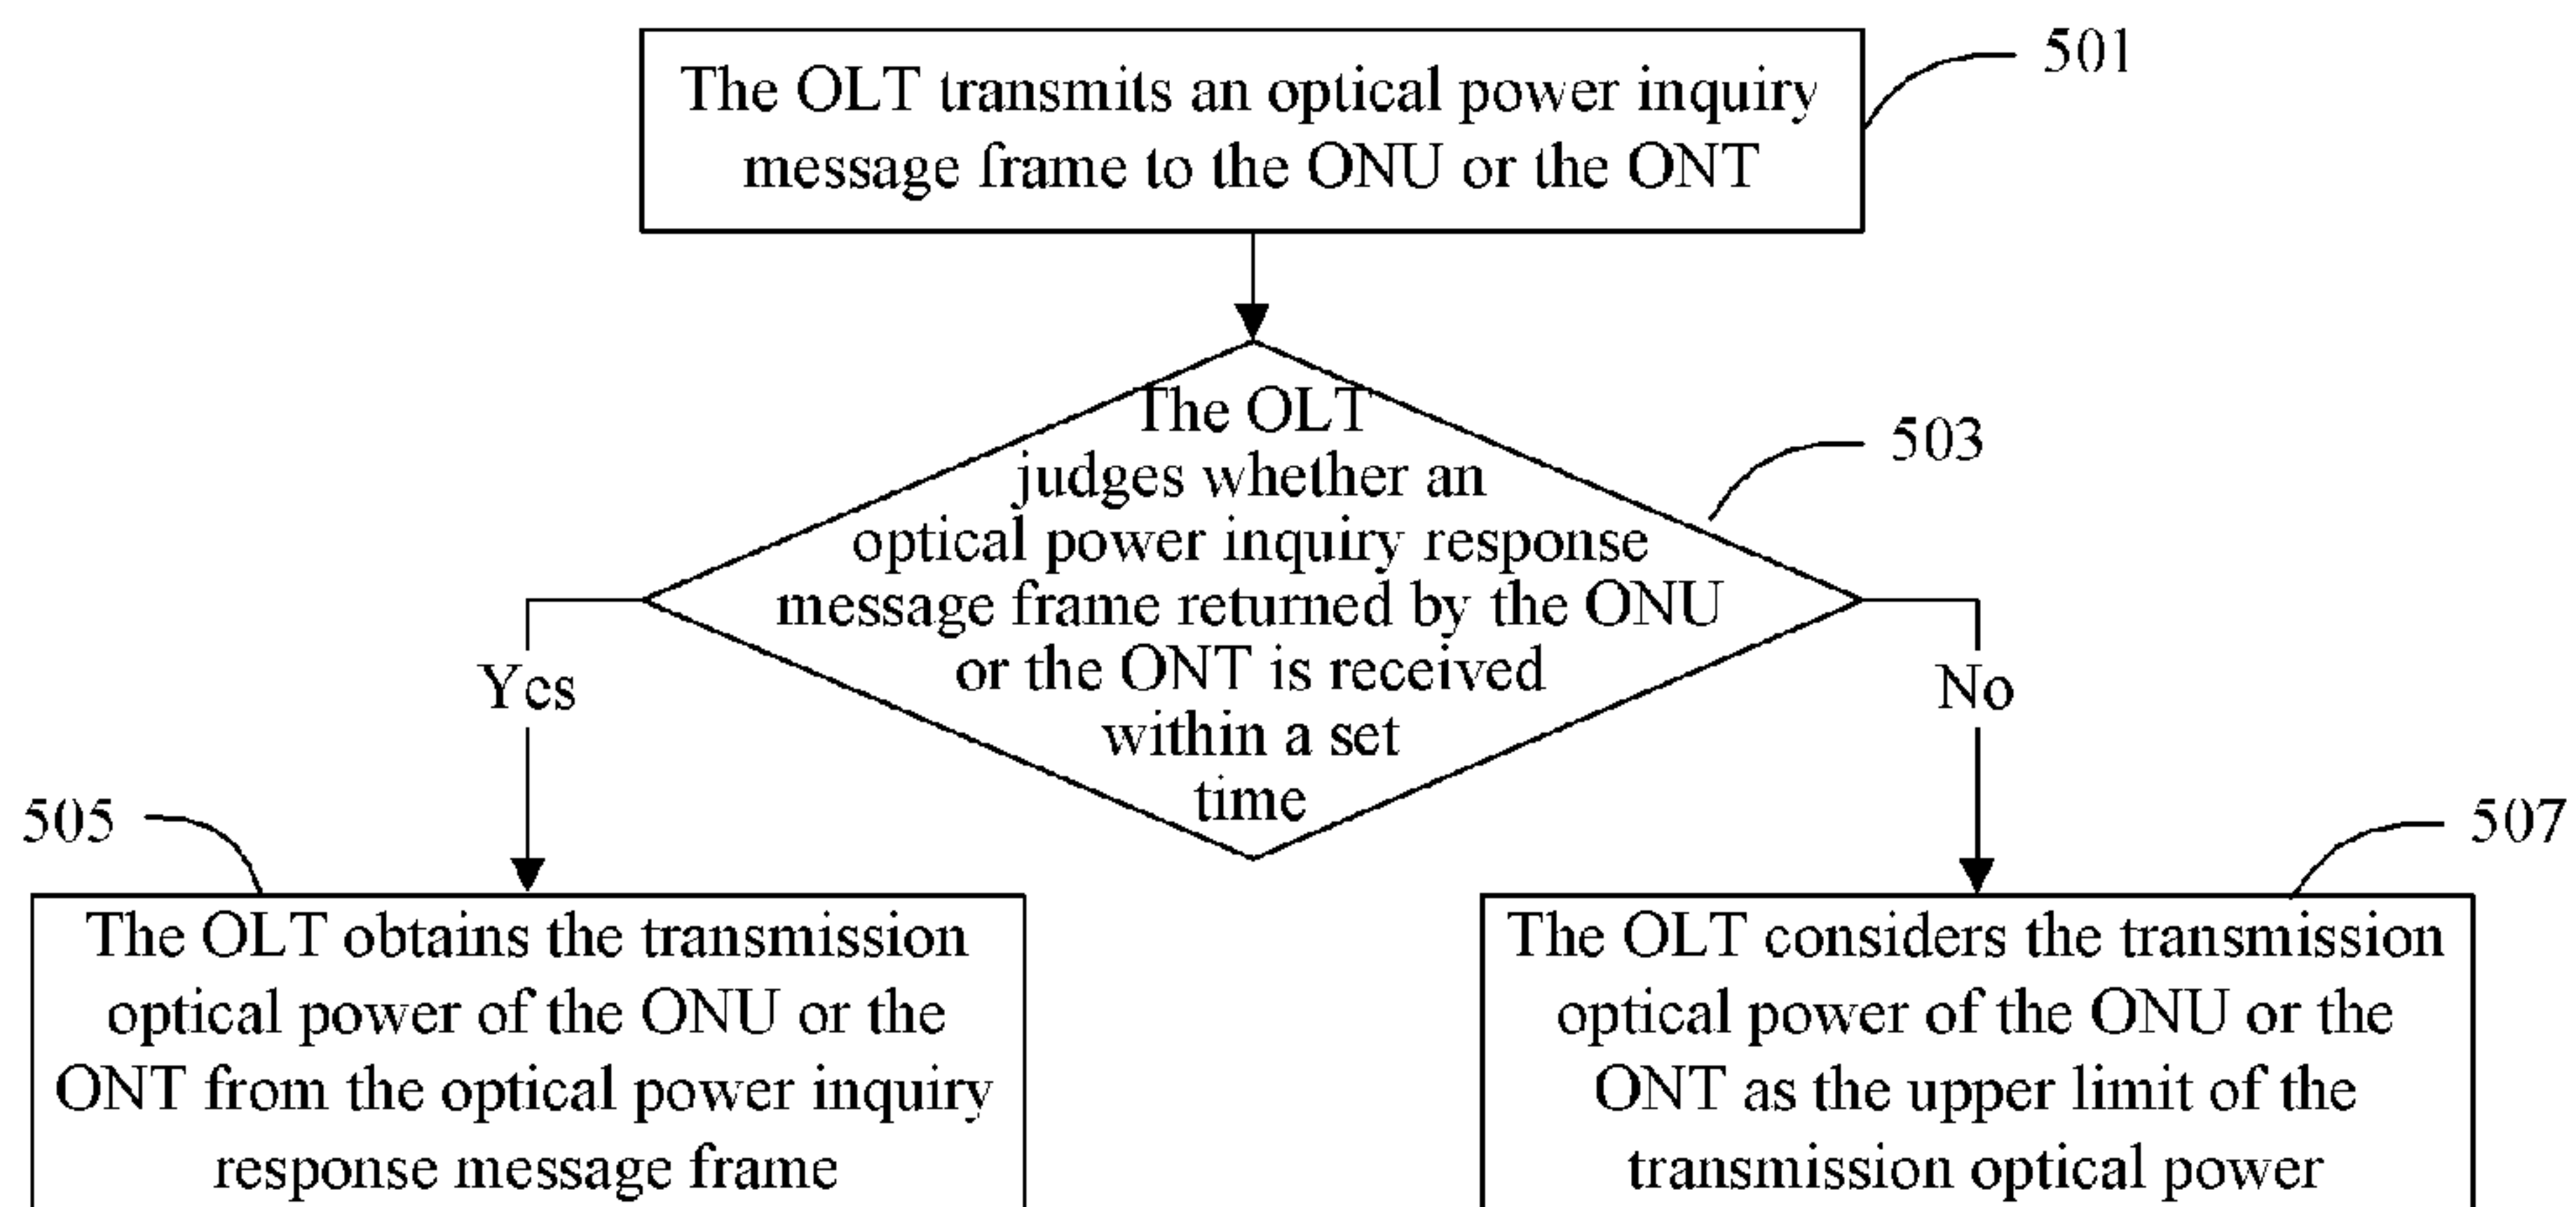 The OLT transmits an optical power inquiry
message frame to the ONU or the ONT
501
The OLT
judges whether an
optical power inquiry response
message frame returned by the ONU
or the ONT is received
within a set
time
503
Yes
No
505
The OLT obtains the transmission
optical power of the ONU or the
ONT from the optical power inquiry
response message frame
507
The OLT considers the transmission
optical power of the ONU or the
ONT as the upper limit of the
transmission optical power